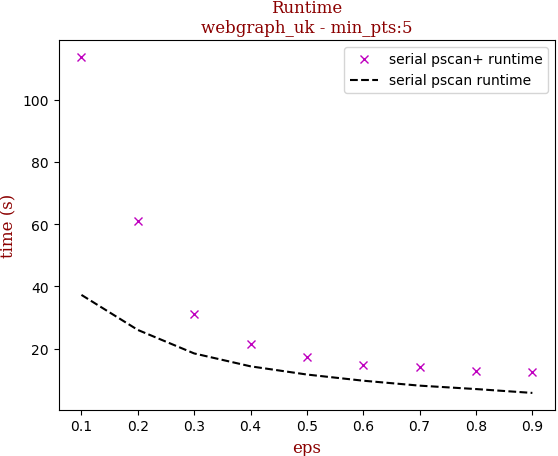 Runtime
webgraph_uk - min_pts:5
serial pscan+ runtime
serial pscan runtime
time (s)
100
80
60
40
20
0.1 0.2 0.3 0.4 0.5 0.6 0.7 0.8 0.9
eps